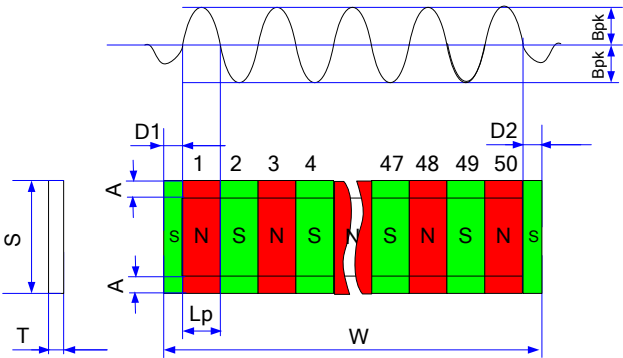 Bpk
Bpk
D1 D2
1 2 3 4 47 48 49 50
A
S
S N S N S N S N S N S
A
Lp
T W